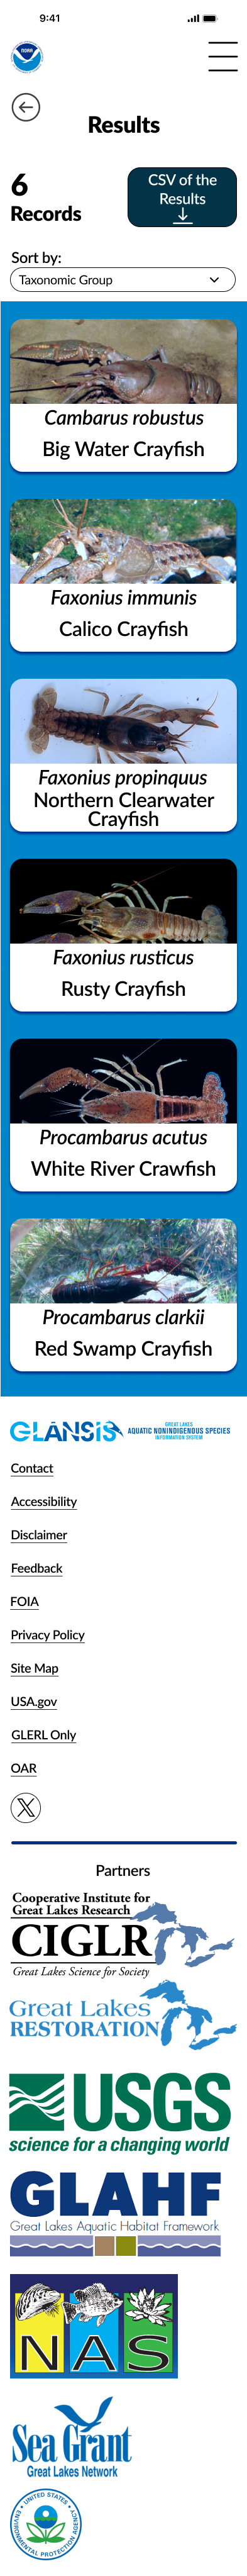 9:41
NOAA
Results
6
Records
CSV of the
Results
Sort by:
Taxonomic Group
Cambarus robustus
Big Water Crayfish
Faxonius immunis
Calico Crayfish
Faxonius propinquus
Northern Clearwater
Crayfish
Faxonius rusticus
Rusty Crayfish
Procambarus acutus
White River Crawfish
Procambarus clarkii
Red Swamp Crayfish
GLANSIS
GREAT LAKES
AQUATIC NONINDIGENOUS SPECIES
INFORMATION SYSTEM
Contact
Accessibility
Disclaimer
Feedback
FOIA
Privacy Policy
Site Map
USA.gov
GLERL Only
OAR
Partners
Cooperative Institute for
Great Lakes Research
CIGLR
Great Lakes Science for Society
Great Lakes
RESTORATION
USGS
science for a changing world
GLAHF
Great Lakes Aquatic Habitat Framework
NAS
Sea Grant
Great Lakes Network
UNITED STATES
ENVIRONMENTAL PROTECTION AGENCY